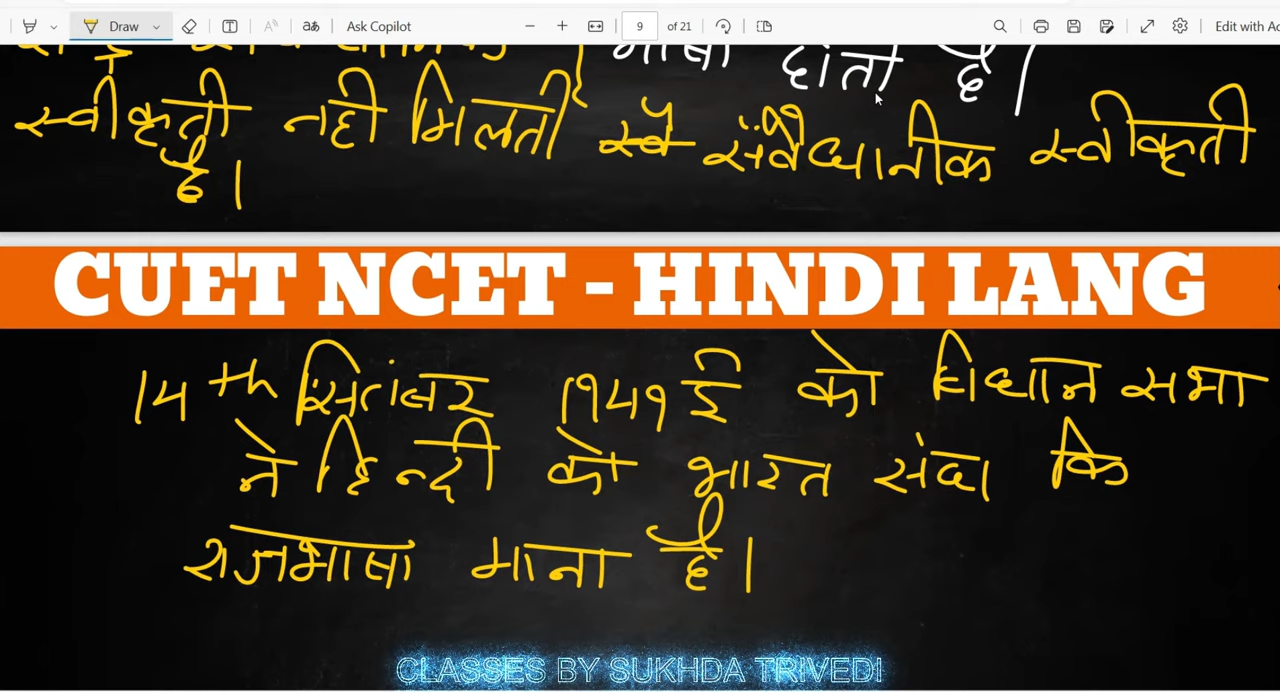 Draw
Ask Copilot
9 of 21
Edit with Ac
भाषा होती है।
स्वीकृती नही मिलती संवैधानीक स्वीकृती
है।
CUET NCET - HINDI LANG
14th सितंबर 1949 ई को विधान सभा
ने हिन्दी को भारत संघ कि
राजभाषा माना है।
CLASSES BY SUKHDA TRIVEDI